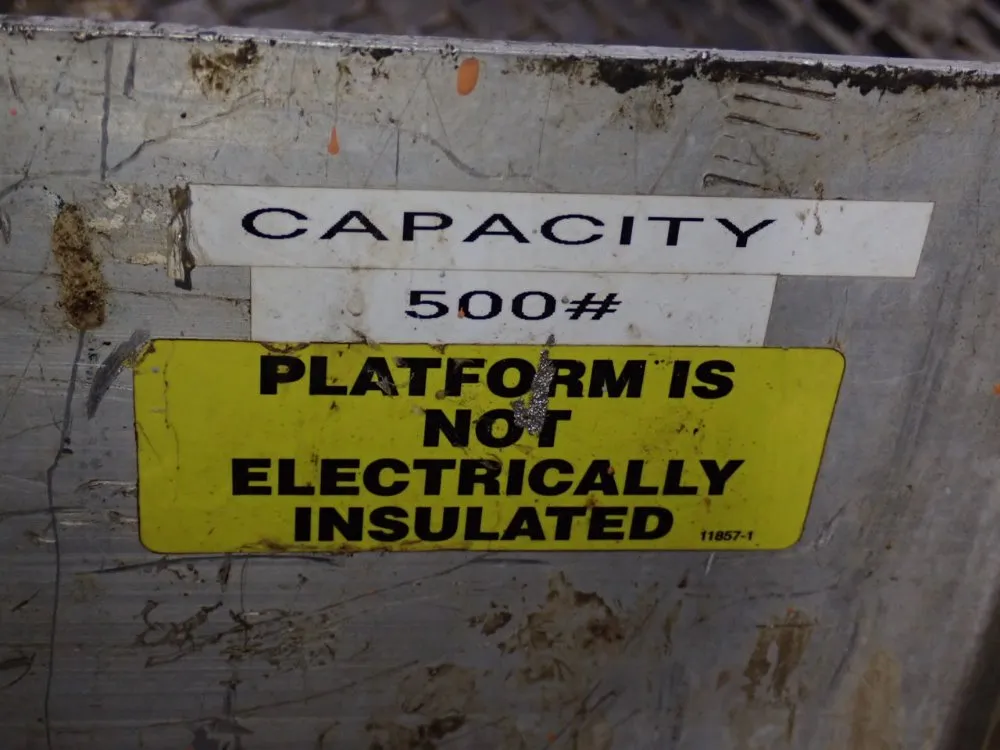 CAPACITY
500#
PLATFORM IS
NOT
ELECTRICALLY
INSULATED
11857-1